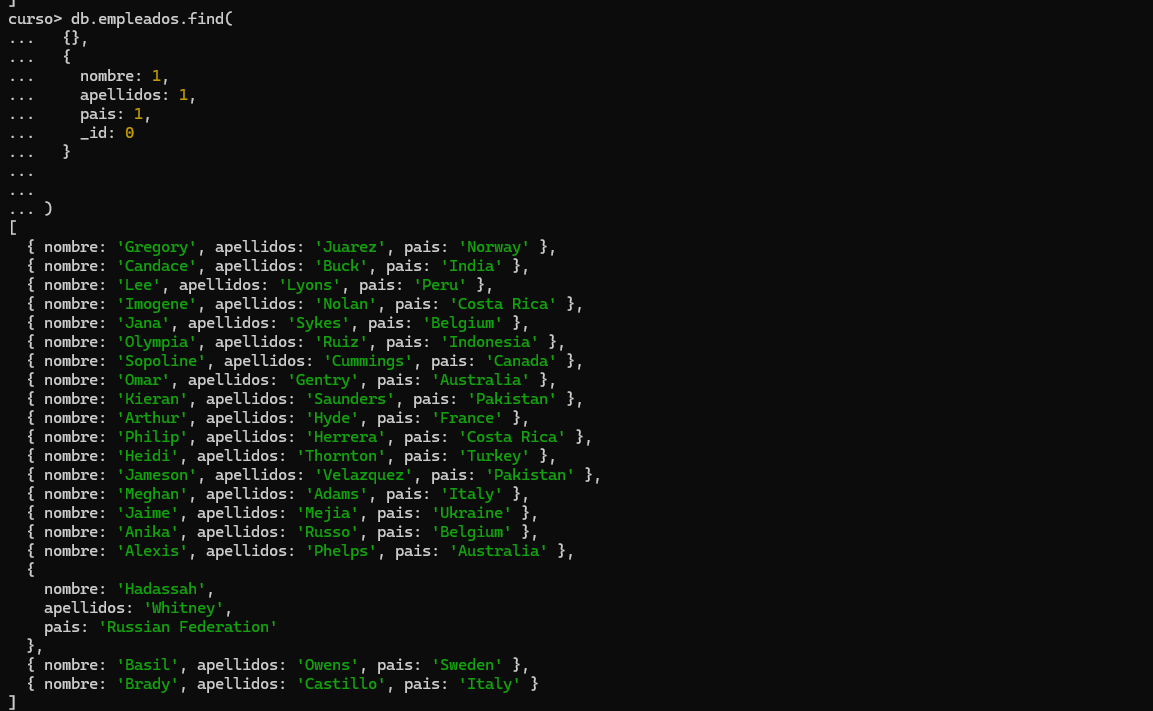 ]
curso> db.empleados.find(
...   {},
...   {
...     nombre: 1,
...     apellidos: 1,
...     pais: 1,
...     _id: 0
...   }
...
...
... )
[
  { nombre: 'Gregory', apellidos: 'Juarez', pais: 'Norway' },
  { nombre: 'Candace', apellidos: 'Buck', pais: 'India' },
  { nombre: 'Lee', apellidos: 'Lyons', pais: 'Peru' },
  { nombre: 'Imogene', apellidos: 'Nolan', pais: 'Costa Rica' },
  { nombre: 'Jana', apellidos: 'Sykes', pais: 'Belgium' },
  { nombre: 'Olympia', apellidos: 'Ruiz', pais: 'Indonesia' },
  { nombre: 'Sopoline', apellidos: 'Cummings', pais: 'Canada' },
  { nombre: 'Omar', apellidos: 'Gentry', pais: 'Australia' },
  { nombre: 'Kieran', apellidos: 'Saunders', pais: 'Pakistan' },
  { nombre: 'Arthur', apellidos: 'Hyde', pais: 'France' },
  { nombre: 'Philip', apellidos: 'Herrera', pais: 'Costa Rica' },
  { nombre: 'Heidi', apellidos: 'Thornton', pais: 'Turkey' },
  { nombre: 'Jameson', apellidos: 'Velazquez', pais: 'Pakistan' },
  { nombre: 'Meghan', apellidos: 'Adams', pais: 'Italy' },
  { nombre: 'Jaime', apellidos: 'Mejia', pais: 'Ukraine' },
  { nombre: 'Anika', apellidos: 'Russo', pais: 'Belgium' },
  { nombre: 'Alexis', apellidos: 'Phelps', pais: 'Australia' },
  {
    nombre: 'Hadassah',
    apellidos: 'Whitney',
    pais: 'Russian Federation'
  },
  { nombre: 'Basil', apellidos: 'Owens', pais: 'Sweden' },
  { nombre: 'Brady', apellidos: 'Castillo', pais: 'Italy' }
]